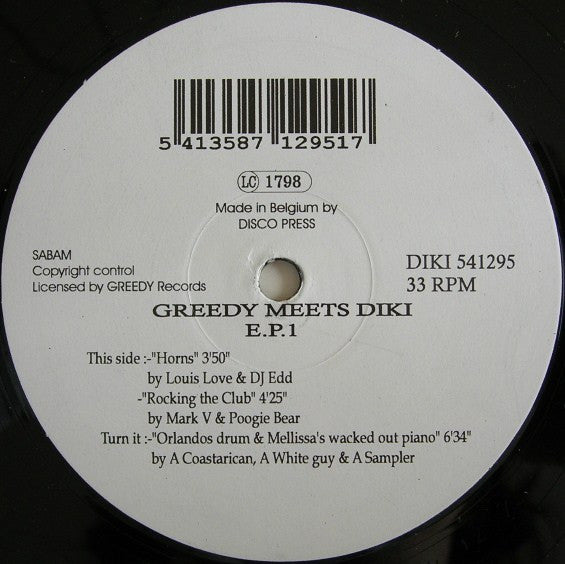 5 413587 129517
LC 1798
Made in Belgium by
DISCO PRESS
SABAM
Copyright control
Licensed by GREEDY Records
DIKI 541295
33 RPM
GREEDY MEETS DIKI
E.P.1
This side :-"Horns" 3'50"
by Louis Love & DJ Edd
-"Rocking the Club" 4'25"
by Mark V & Poogie Bear
Turn it :-"Orlandos drum & Mellissa's wacked out piano" 6'34"
by A Coastarican, A White guy & A Sampler